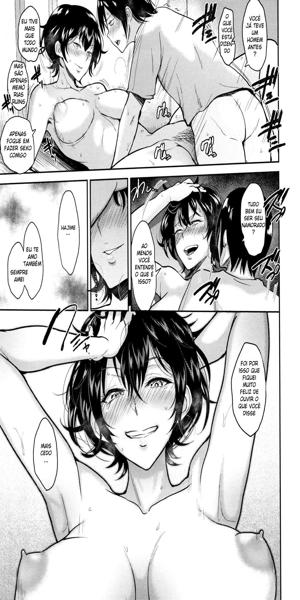 VOCÊ
JÁ TEVE
UM
HOMEM
ANTES?
O QUE
VOCÊ
ESTÁ
DIZENDO
EU TIVE
MAIS
QUE
TODO
MUNDO
MAS
SÃO
APENAS
MEMÓ
RIAS
RUINS
APENAS
FOQUE EM
FAZER SEXO
COMIGO
TUDO
BEM EU
SER SEU
NAMORADO
?
AO
MENOS
VOCÊ
ENTENDE
O QUE É
ISSO?
HAJIME
...
EU TE
AMO
TAMBÉM
SEMPRE
AMEI
FOI POR
ISSO QUE
FIQUEI
MUITO
FELIZ DE
OUVIR O
QUE VOCÊ
DISSE
MAIS
CEDO
...